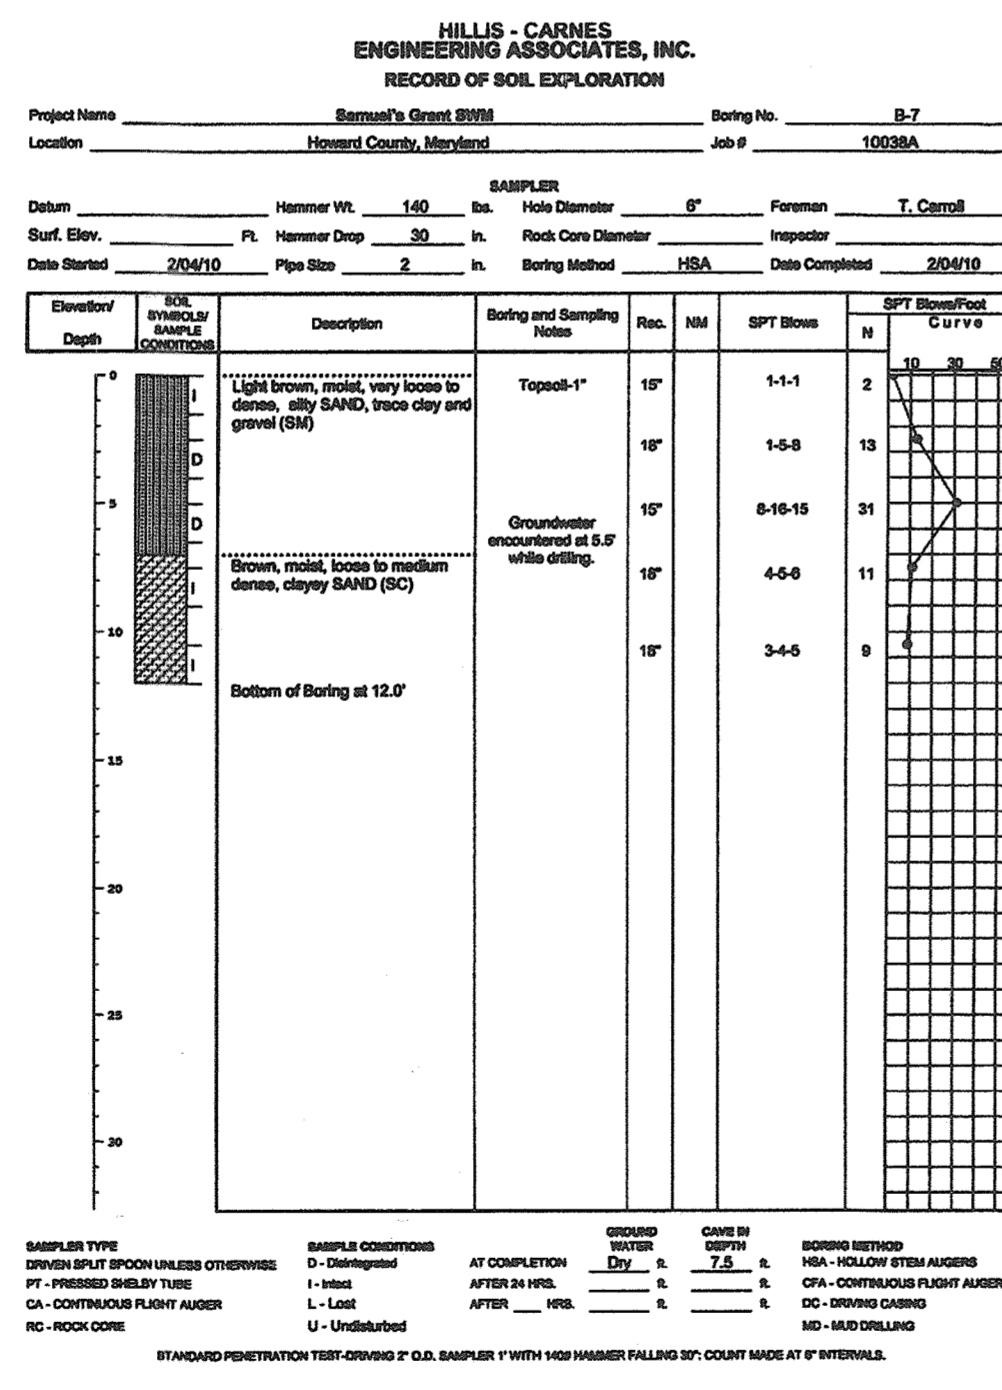 HILLIS - CARNES
ENGINEERING ASSOCIATES, INC.
RECORD OF SOIL EXPLORATION
Project Name Samuel's Grant SWM Boring No. B-7
Location Howard County, Maryland Job # 10038A
SAMPLER
Datum Hammer Wt. 140 lbs. Hole Diameter 6" Foreman T. Carroll
Surf. Elev. Ft. Hammer Drop 30 in. Rock Core Diameter Inspector
Date Started 2/04/10 Pipe Size 2 in. Boring Method HSA Date Completed 2/04/10
Elevation/ Depth
SOIL SYMBOLS/ SAMPLE CONDITIONS
Description
Boring and Sampling Notes
Rec.
NM
SPT Blows
SPT Blows/Foot
N
Curve
10 30 50
0
I
Light brown, moist, very loose to
dense, silty SAND, trace clay and
gravel (SM)
Topsoil-1"
15" 1-1-1 2
D
18" 1-5-8 13
5
D
15" 8-16-15 31
Groundwater
encountered at 5.5'
while drilling.
Brown, moist, loose to medium
dense, clayey SAND (SC)
I
18" 4-5-6 11
10
I
18" 3-4-5 9
Bottom of Boring at 12.0'
15
20
25
30
SAMPLER TYPE
DRIVEN SPLIT SPOON UNLESS OTHERWISE
PT - PRESSED SHELBY TUBE
CA - CONTINUOUS FLIGHT AUGER
RC - ROCK CORE
SAMPLE CONDITIONS
D - Disintegrated
I - Intact
L - Lost
U - Undisturbed
GROUND WATER
CAVE IN DEPTH
AT COMPLETION Dry ft. 7.5 ft.
AFTER 24 HRS. ft. ft.
AFTER ___ HRS. ft. ft.
BORING METHOD
HSA - HOLLOW STEM AUGERS
CFA - CONTINUOUS FLIGHT AUGER
DC - DRIVING CASING
MD - MUD DRILLING
STANDARD PENETRATION TEST-DRIVING 2" O.D. SAMPLER 1' WITH 140# HAMMER FALLING 30": COUNT MADE AT 6" INTERVALS.